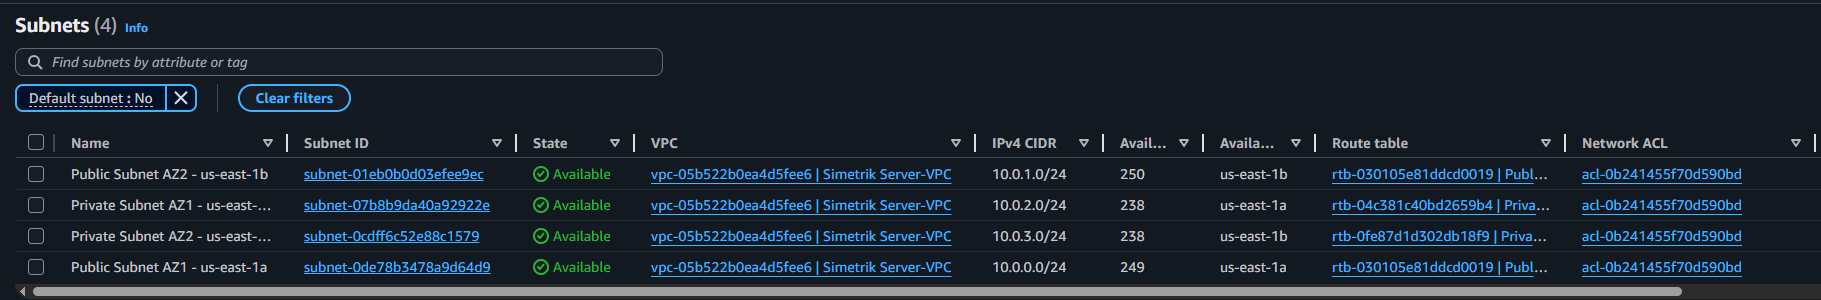 Subnets (4) Info
Find subnets by attribute or tag
Default subnet : No Clear filters
Name Subnet ID State VPC IPv4 CIDR Avail... Availa... Route table Network ACL
Public Subnet AZ2 - us-east-1b subnet-01eb0b0d03efee9ec Available vpc-05b522b0ea4d5fee6 | Simetrik Server-VPC 10.0.1.0/24 250 us-east-1b rtb-030105e81ddcd0019 | Publ... acl-0b241455f70d590bd
Private Subnet AZ1 - us-east-... subnet-07b8b9da40a92922e Available vpc-05b522b0ea4d5fee6 | Simetrik Server-VPC 10.0.2.0/24 238 us-east-1a rtb-04c381c40bd2659b4 | Priva... acl-0b241455f70d590bd
Private Subnet AZ2 - us-east-... subnet-0cdff6c52e88c1579 Available vpc-05b522b0ea4d5fee6 | Simetrik Server-VPC 10.0.3.0/24 238 us-east-1b rtb-0fe87d1d302db18f9 | Priva... acl-0b241455f70d590bd
Public Subnet AZ1 - us-east-1a subnet-0de78b3478a9d64d9 Available vpc-05b522b0ea4d5fee6 | Simetrik Server-VPC 10.0.0.0/24 249 us-east-1a rtb-030105e81ddcd0019 | Publ... acl-0b241455f70d590bd